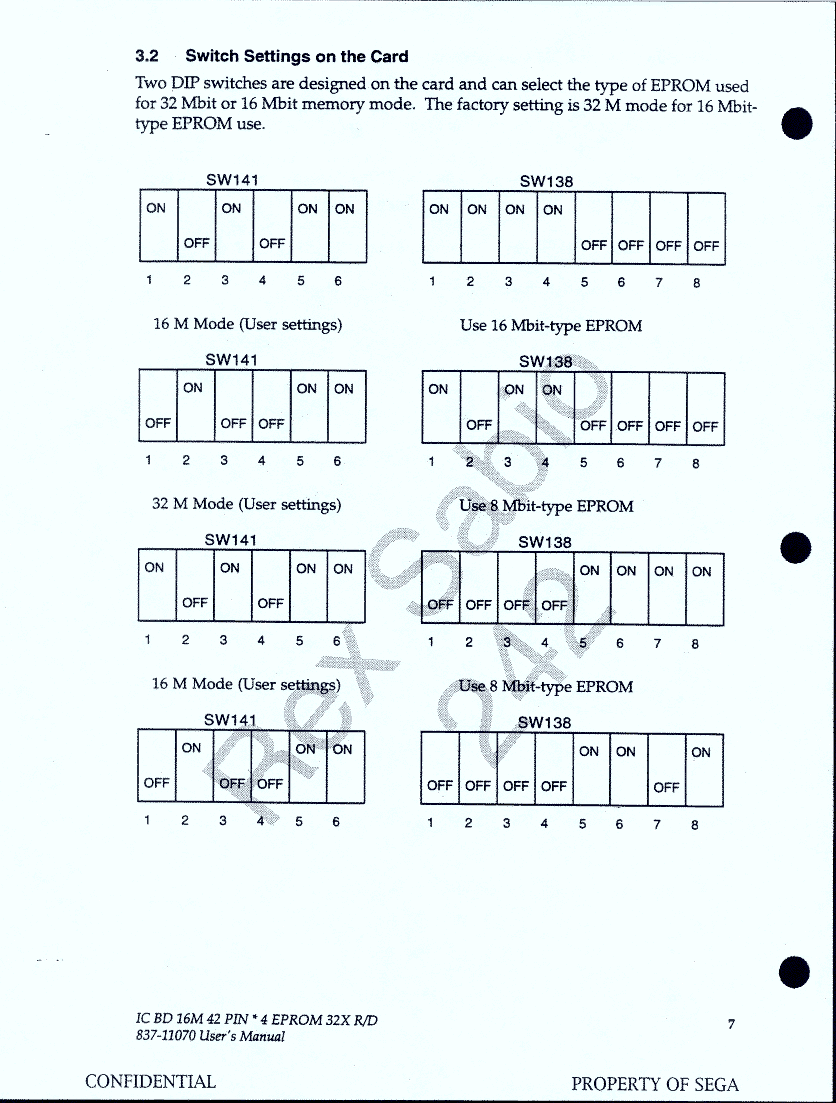 3.2 Switch Settings on the Card
Two DIP switches are designed on the card and can select the type of EPROM used
for 32 Mbit or 16 Mbit memory mode. The factory setting is 32 M mode for 16 Mbit-
type EPROM use.
SW141 SW138
ON ON ON ON ON ON ON ON
OFF OFF OFF OFF OFF OFF
1 2 3 4 5 6 1 2 3 4 5 6 7 8
16 M Mode (User settings) Use 16 Mbit-type EPROM
SW141 SW138
ON ON ON ON ON ON
OFF OFF OFF OFF OFF OFF OFF OFF
1 2 3 4 5 6 1 2 3 4 5 6 7 8
32 M Mode (User settings) Use 8 Mbit-type EPROM
SW141 SW138
ON ON ON ON ON ON ON ON
OFF OFF OFF OFF OFF OFF
1 2 3 4 5 6 1 2 3 4 5 6 7 8
16 M Mode (User settings) Use 8 Mbit-type EPROM
SW141 SW138
ON ON ON ON ON ON
OFF OFF OFF OFF OFF OFF OFF OFF
1 2 3 4 5 6 1 2 3 4 5 6 7 8
Rex Sabio
242
IC BD 16M 42 PIN * 4 EPROM 32X R/D
837-11070 User's Manual
7
CONFIDENTIAL PROPERTY OF SEGA